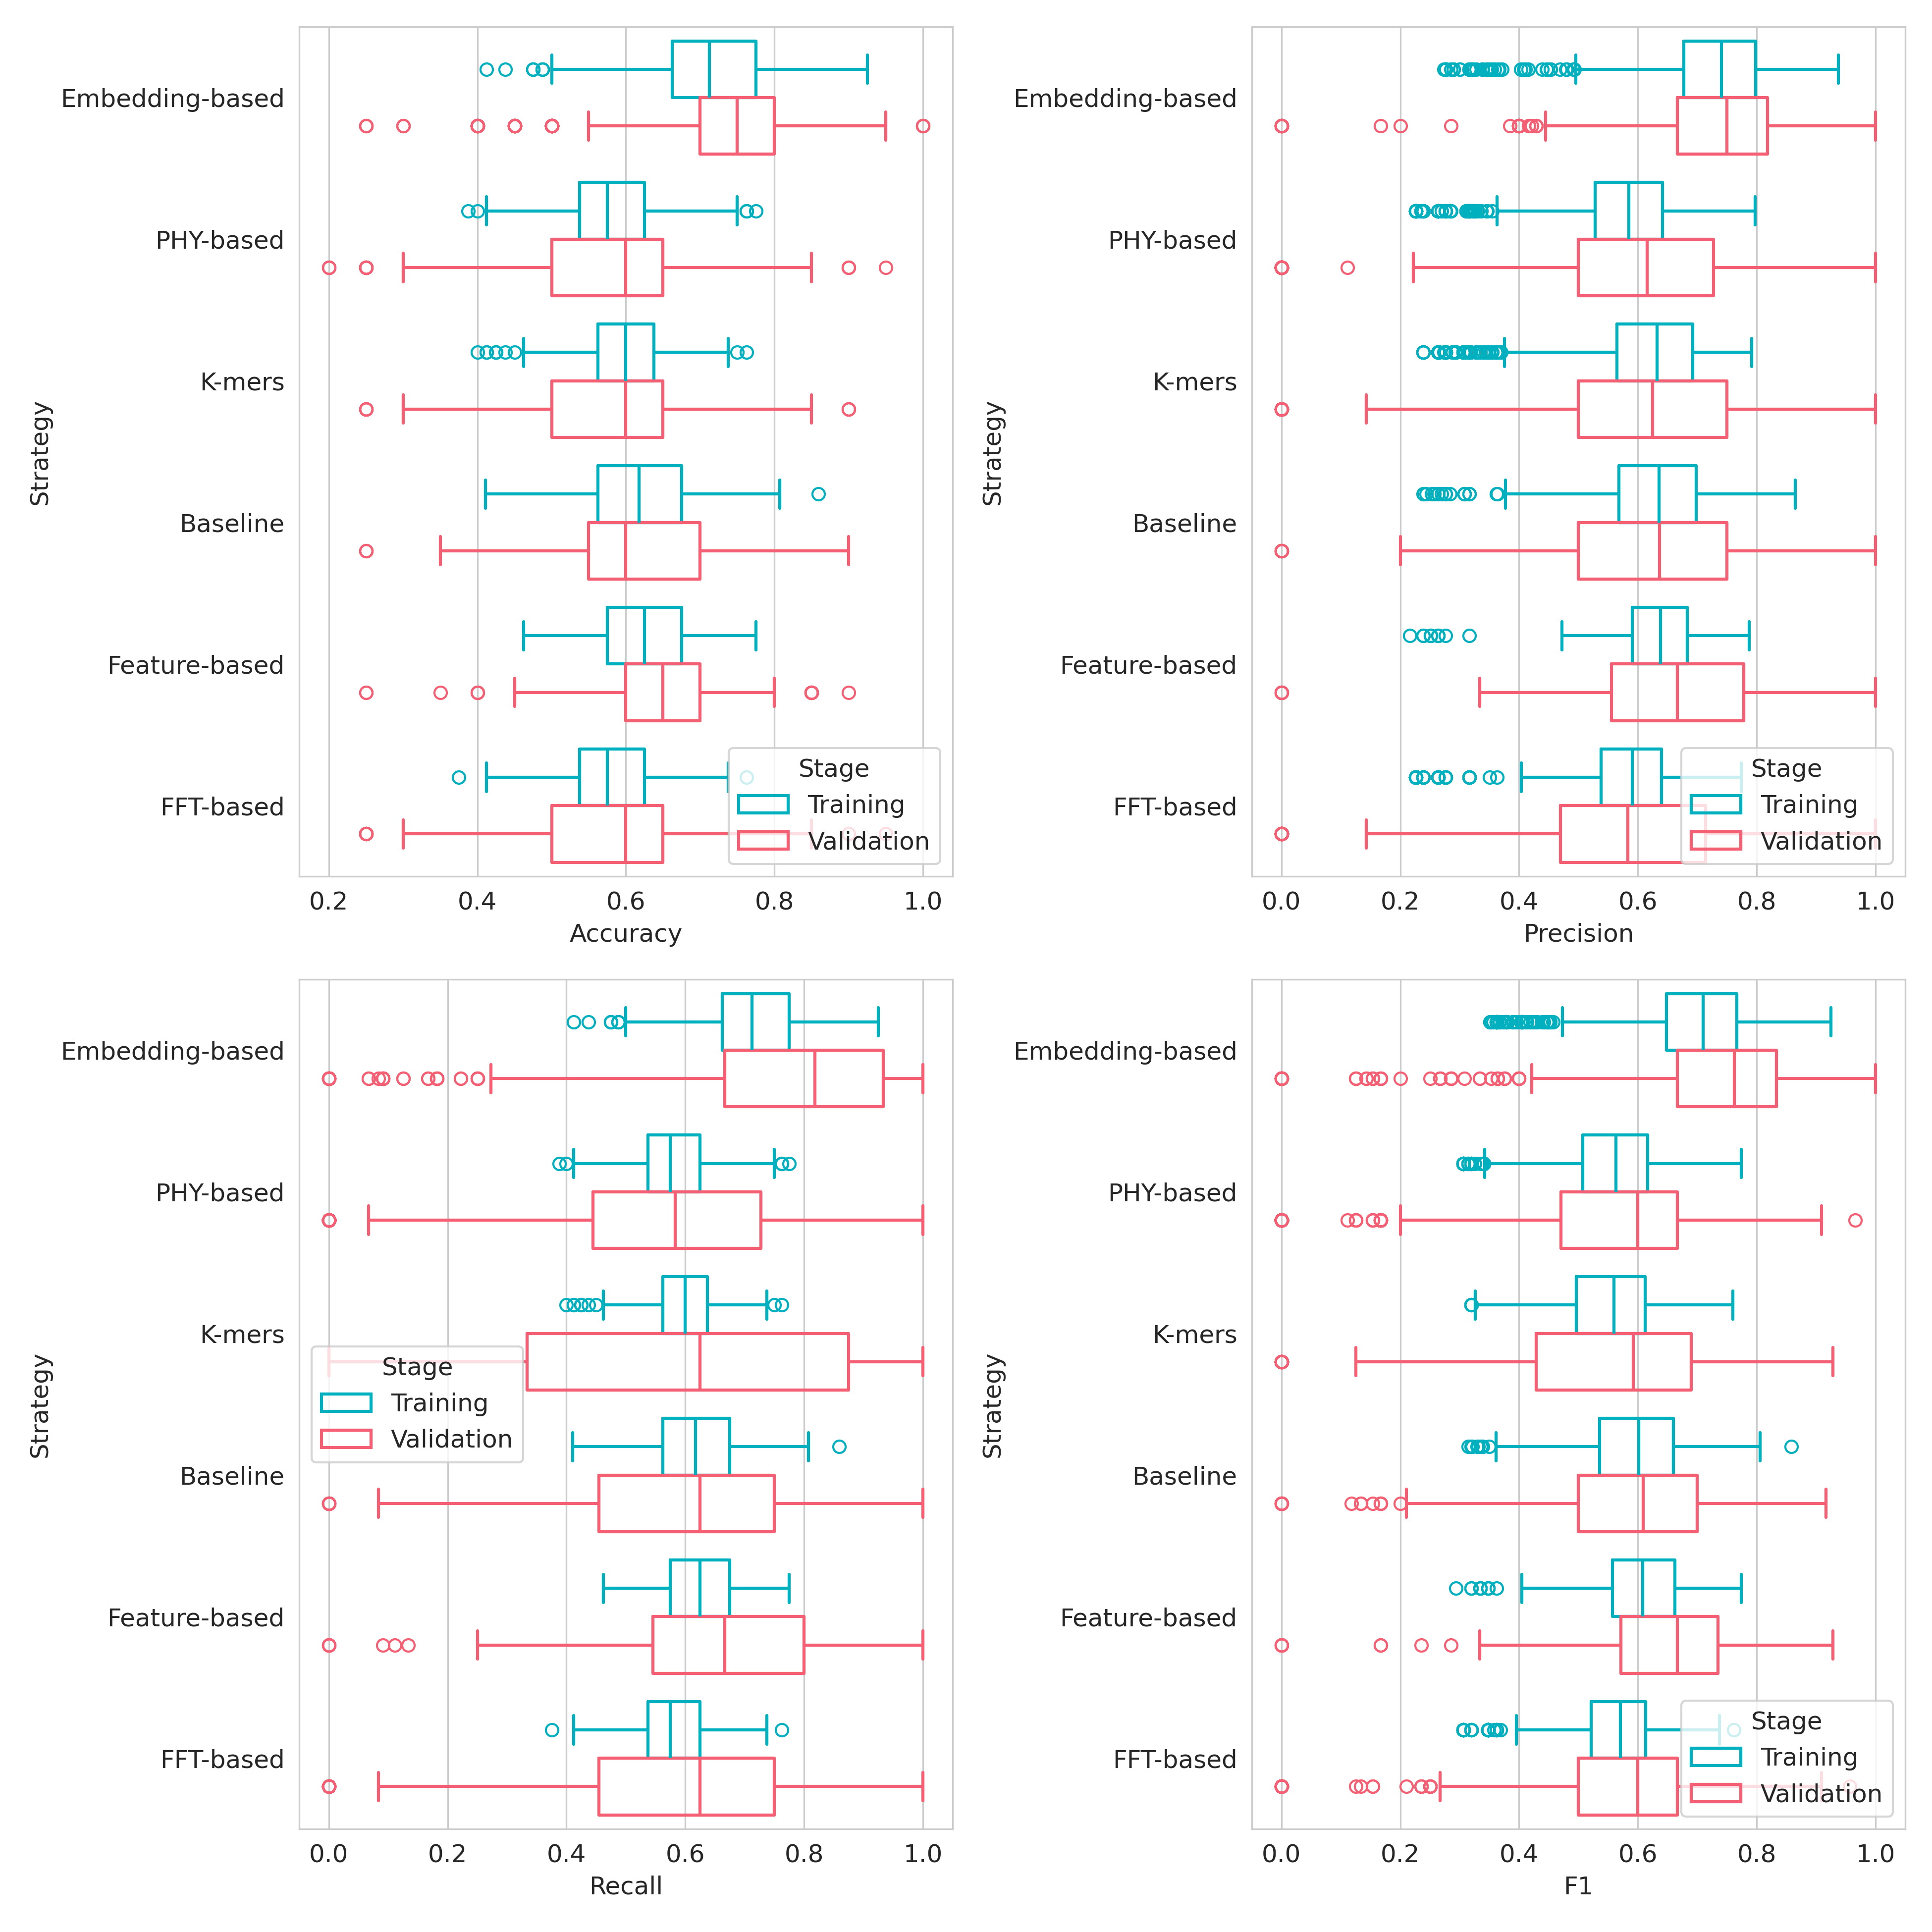 Strategy
Embedding-based
PHY-based
K-mers
Baseline
Feature-based
FFT-based
Stage
Training
Validation
0.2 0.4 0.6 0.8 1.0
Accuracy
Strategy
Embedding-based
PHY-based
K-mers
Baseline
Feature-based
FFT-based
Stage
Training
Validation
0.0 0.2 0.4 0.6 0.8 1.0
Precision
Strategy
Embedding-based
PHY-based
K-mers
Baseline
Feature-based
FFT-based
Stage
Training
Validation
0.0 0.2 0.4 0.6 0.8 1.0
Recall
Strategy
Embedding-based
PHY-based
K-mers
Baseline
Feature-based
FFT-based
Stage
Training
Validation
0.0 0.2 0.4 0.6 0.8 1.0
F1